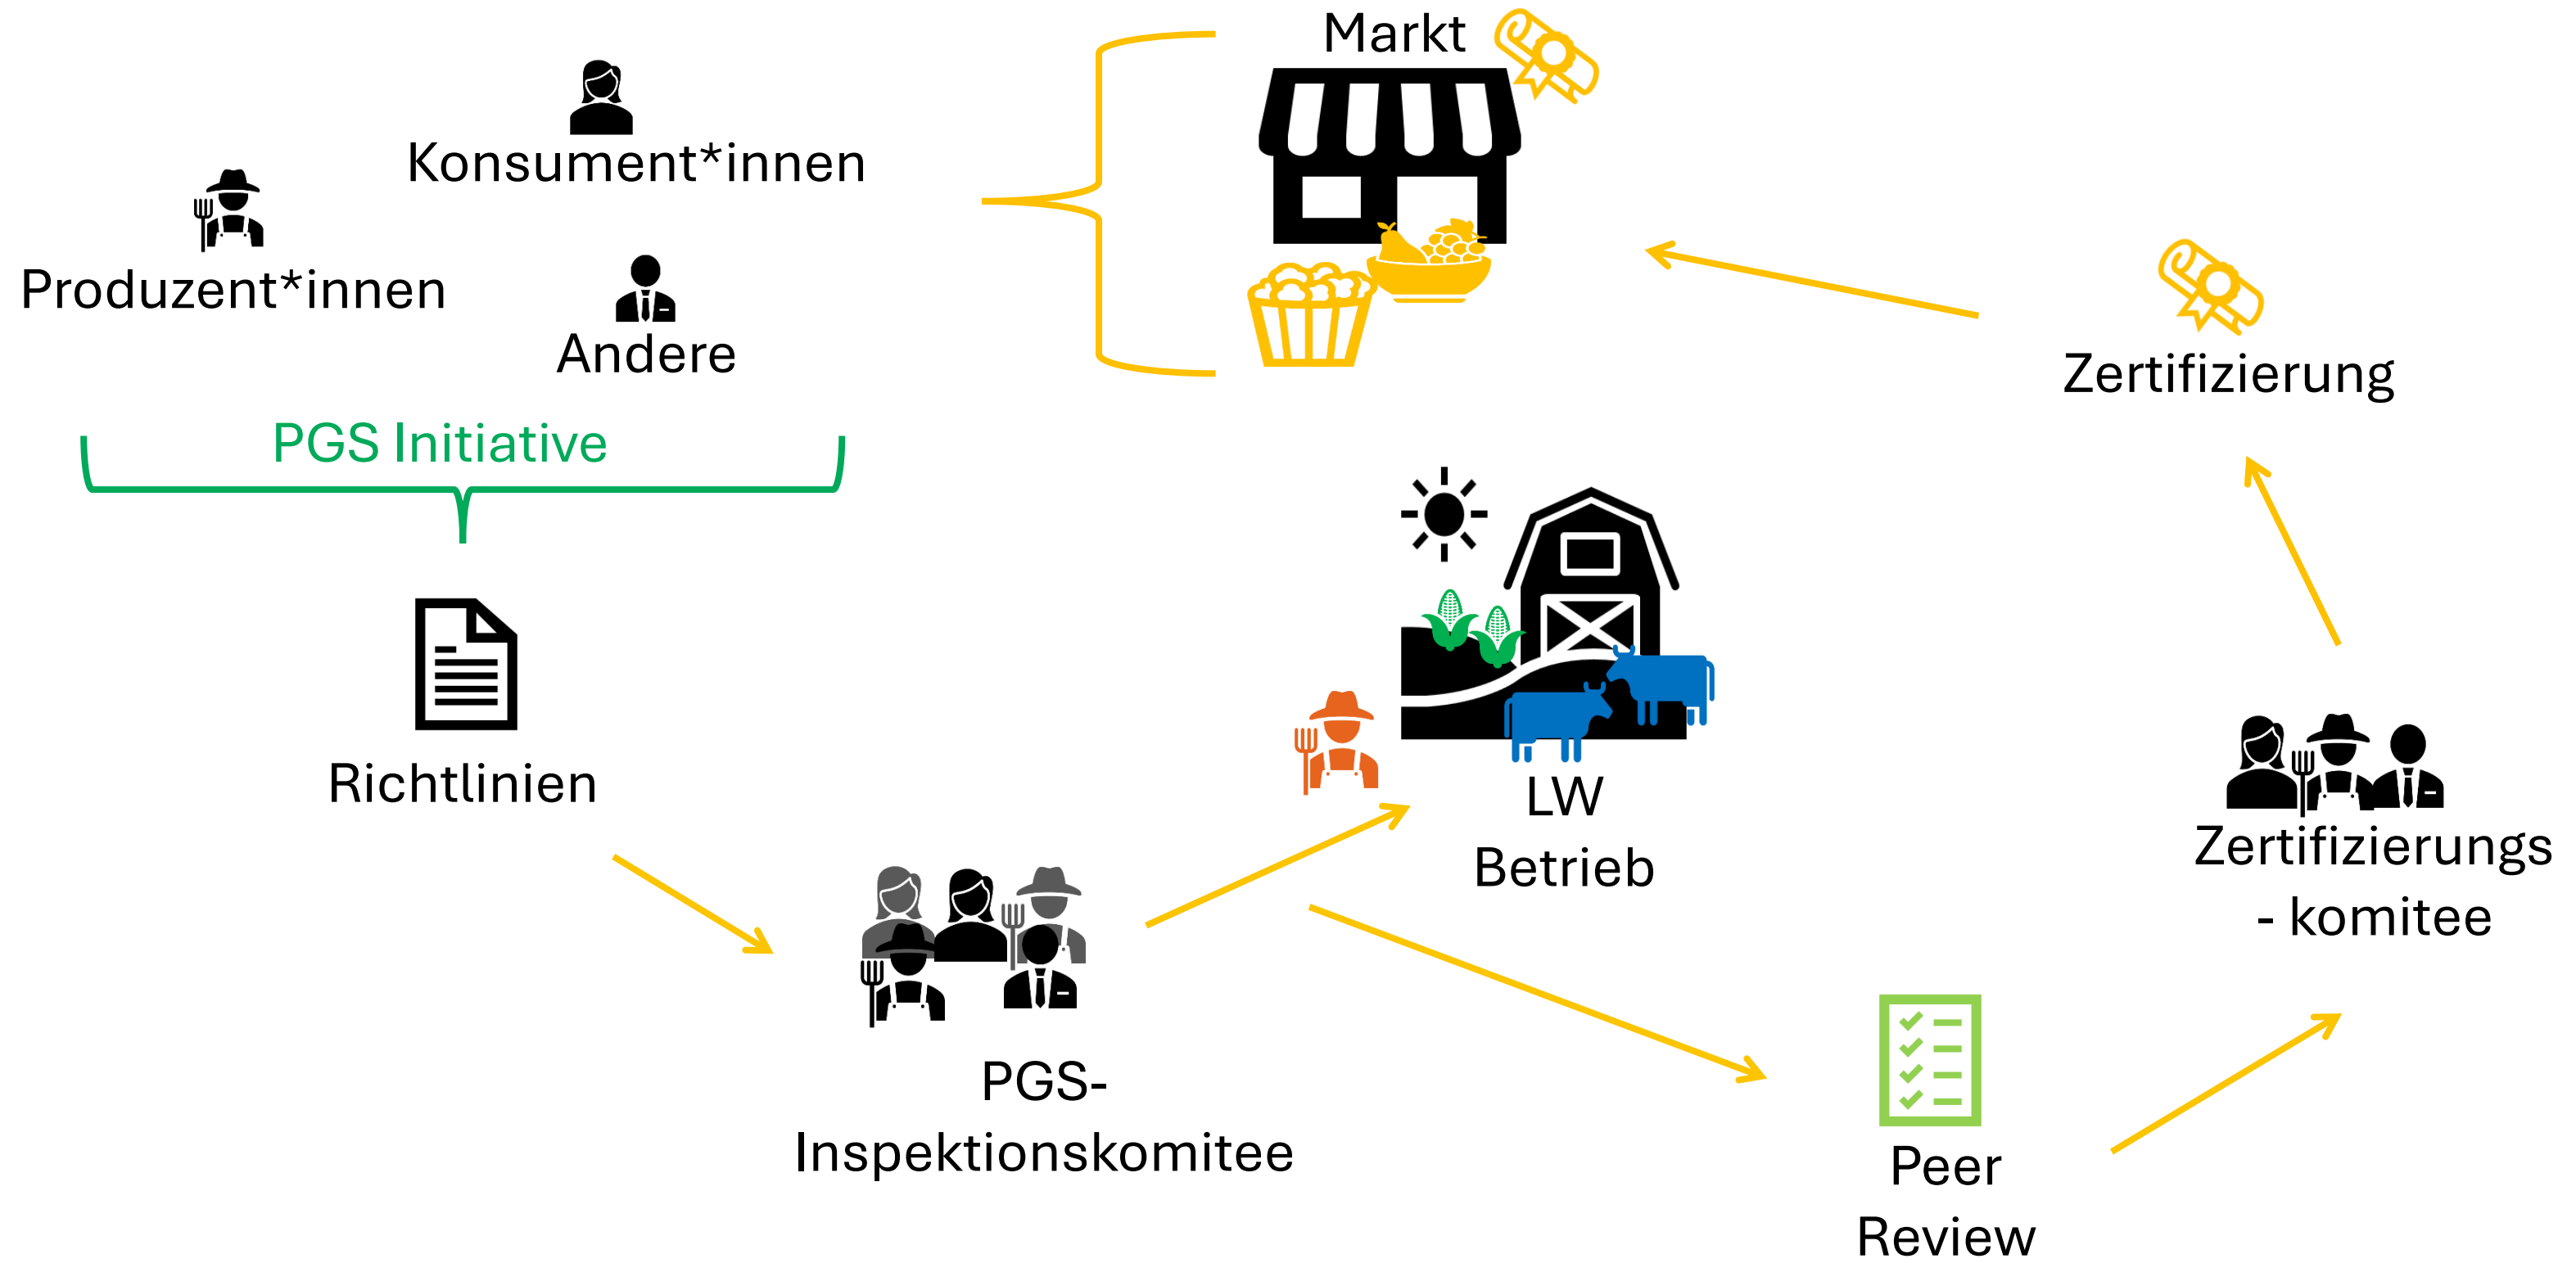 Markt
Konsument*innen
Produzent*innen
Andere
Zertifizierung
PGS Initiative
Richtlinien
LW
Betrieb
Zertifizierungs
- komitee
PGS-
Inspektionskomitee
Peer
Review